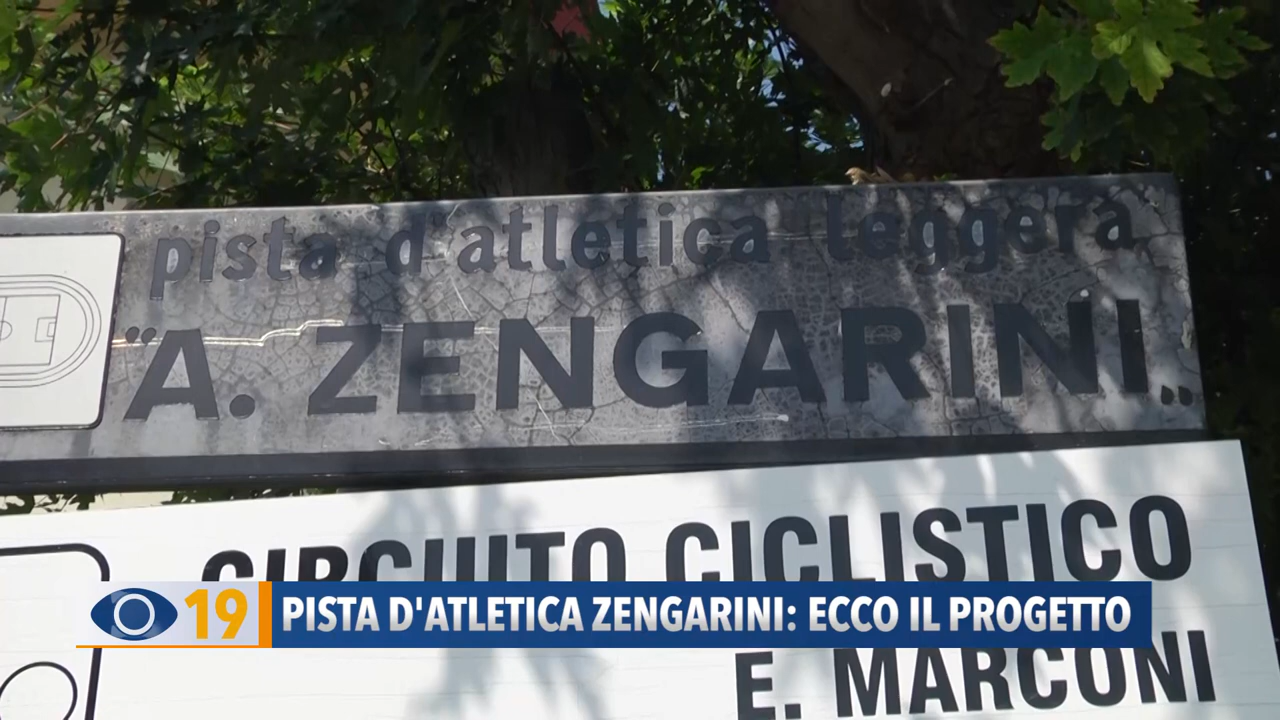 pista d'atletica leggera
"A. ZENGARINI"
CIRCUITO CICLISTICO
19 PISTA D'ATLETICA ZENGARINI: ECCO IL PROGETTO
E. MARCONI